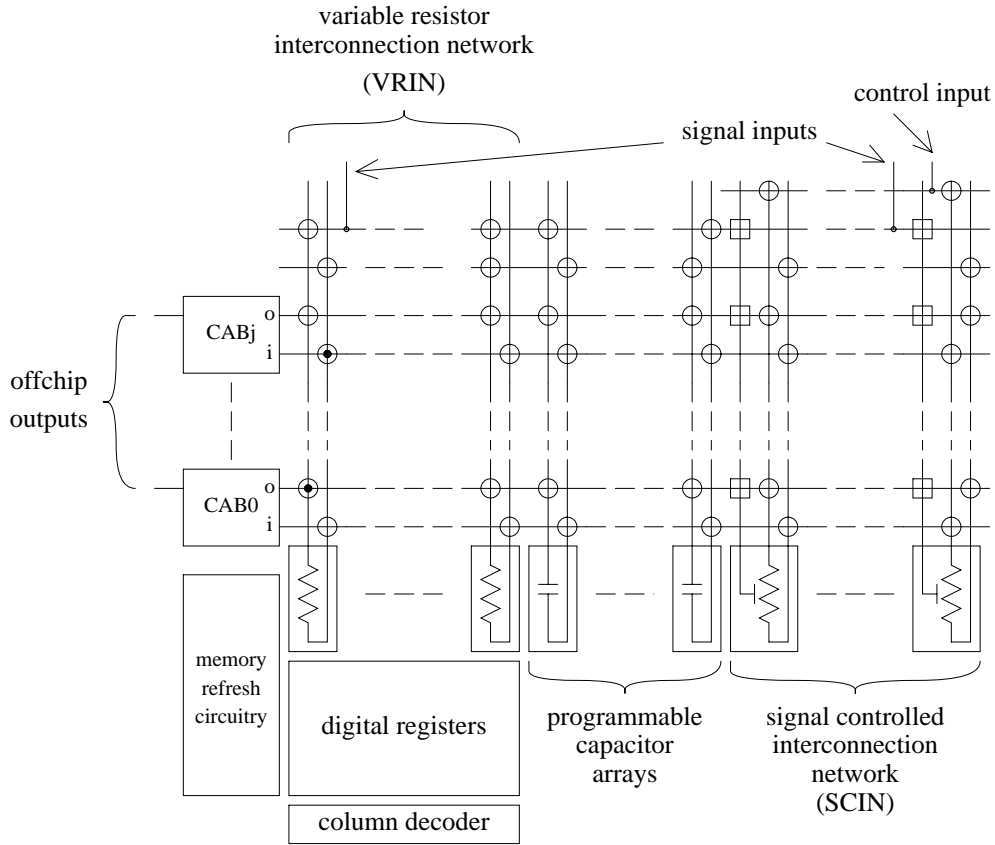 variable resistor
interconnection network
(VRIN)
control input
signal inputs
o
CABj
i
offchip
outputs
o
CAB0
i
memory
refresh
circuitry
digital registers
column decoder
programmable
capacitor
arrays
signal controlled
interconnection
network
(SCIN)